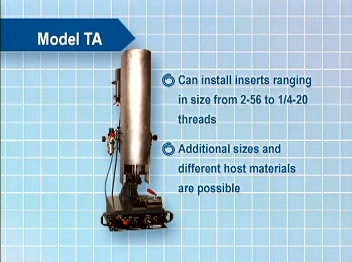 Model TA
Can install inserts ranging
in size from 2-56 to 1/4-20
threads
Additional sizes and
different host materials
are possible